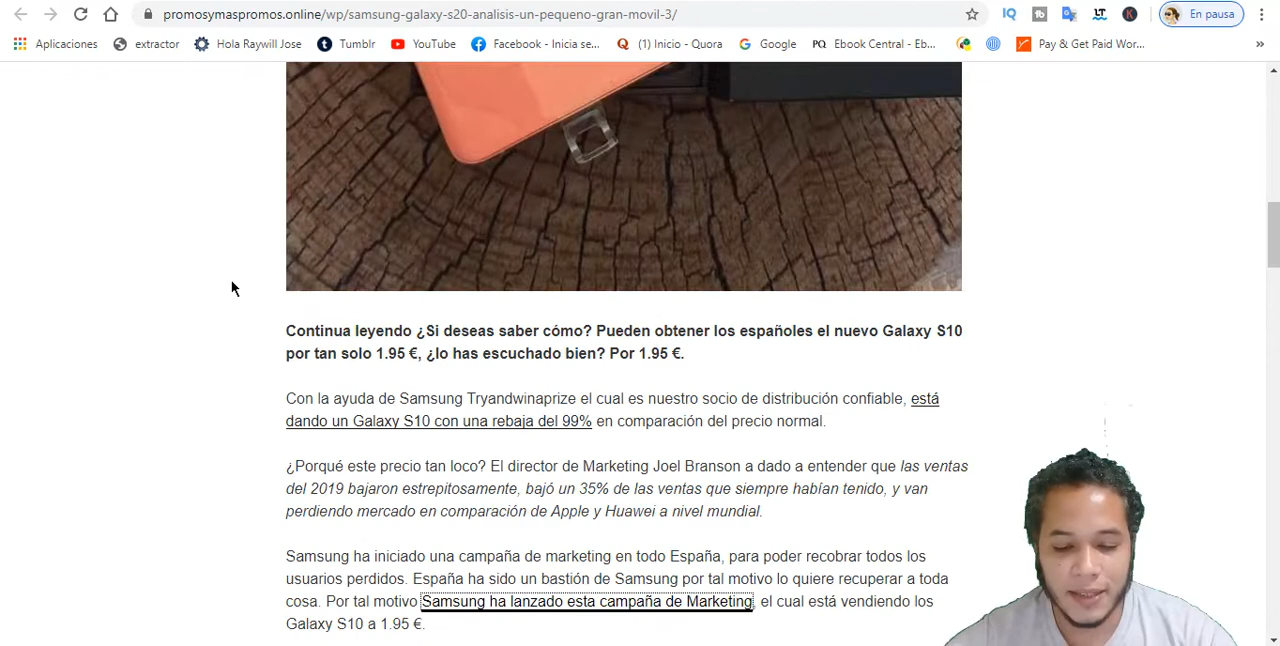 promosymaspromos.online/wp/samsung-galaxy-s20-analisis-un-pequeno-gran-movil-3/
IQ
tb
LT
K
En pausa
Aplicaciones
extractor
Hola Raywill Jose
Tumblr
YouTube
Facebook - Inicia se...
(1) Inicio - Quora
Google
PQ Ebook Central - Eb...
Pay & Get Paid Wor...
»
Continua leyendo ¿Si deseas saber cómo? Pueden obtener los españoles el nuevo Galaxy S10
por tan solo 1.95 €, ¿lo has escuchado bien? Por 1.95 €.
Con la ayuda de Samsung Tryandwinaprize el cual es nuestro socio de distribución confiable, está
dando un Galaxy S10 con una rebaja del 99% en comparación del precio normal.
¿Porqué este precio tan loco? El director de Marketing Joel Branson a dado a entender que las ventas
del 2019 bajaron estrepitosamente, bajó un 35% de las ventas que siempre habían tenido, y van
perdiendo mercado en comparación de Apple y Huawei a nivel mundial.
Samsung ha iniciado una campaña de marketing en todo España, para poder recobrar todos los
usuarios perdidos. España ha sido un bastión de Samsung por tal motivo lo quiere recuperar a toda
cosa. Por tal motivo Samsung ha lanzado esta campaña de Marketing, el cual está vendiendo los
Galaxy S10 a 1.95 €.